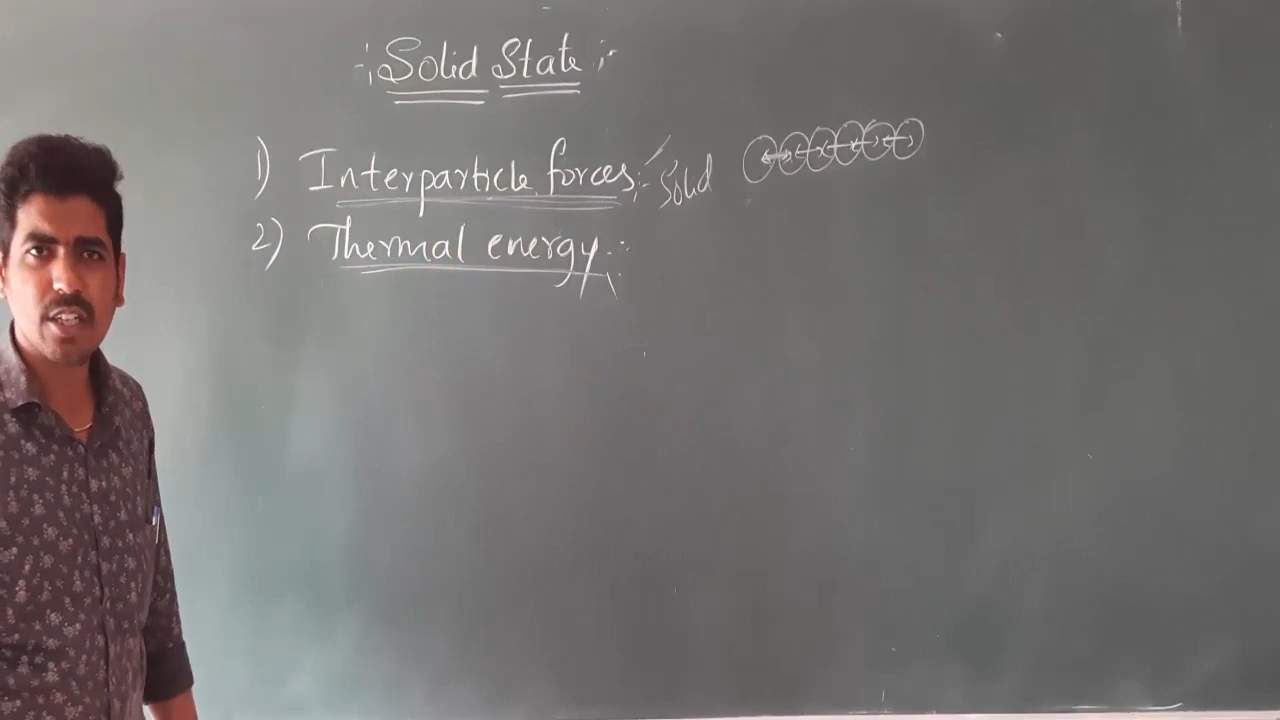 -: Solid State :-
1) Interparticle forces :- Solid
2) Thermal energy :-